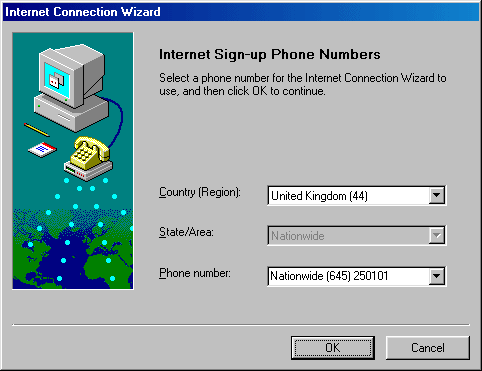 Internet Connection Wizard
Internet Sign-up Phone Numbers
Select a phone number for the Internet Connection Wizard to
use, and then click OK to continue.
Country (Region): United Kingdom (44)
State/Area: Nationwide
Phone number: Nationwide (645) 250101
OK Cancel